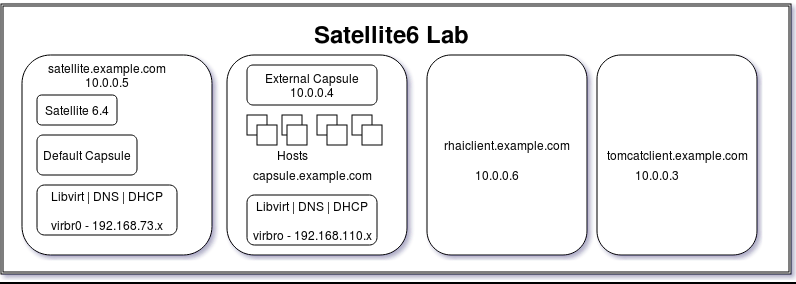 Satellite6 Lab
satellite.example.com
10.0.0.5
Satellite 6.4
Default Capsule
Libvirt | DNS | DHCP
virbr0 - 192.168.73.x
External Capsule
10.0.0.4
Hosts
capsule.example.com
Libvirt | DNS | DHCP
virbro - 192.168.110.x
rhaiclient.example.com
10.0.0.6
tomcatclient.example.com
10.0.0.3